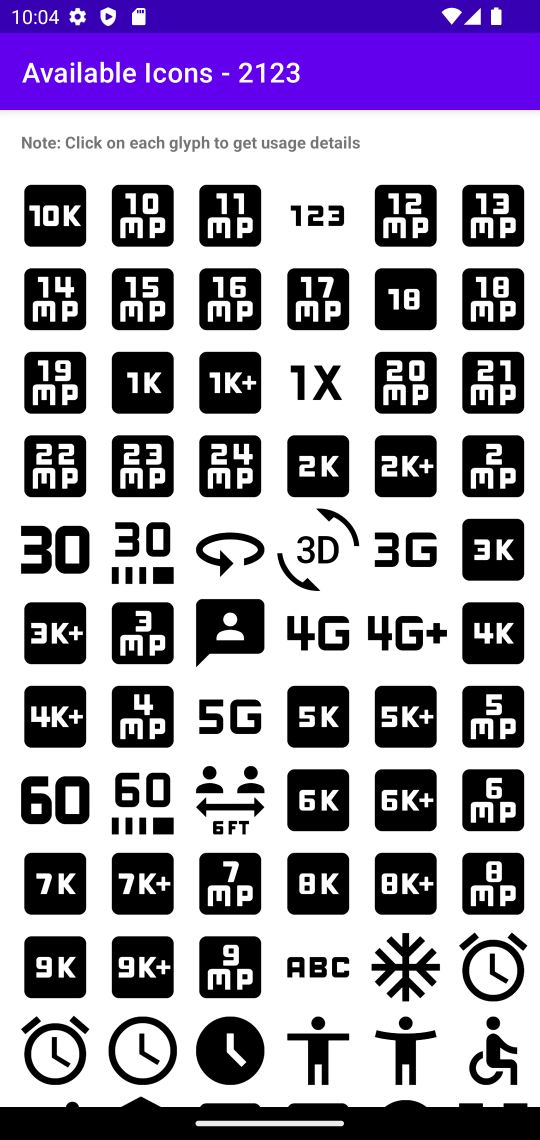 10:04
Available Icons - 2123
Note: Click on each glyph to get usage details
10K 10 MP 11 MP 123 12 MP 13 MP
14 MP 15 MP 16 MP 17 MP 18 18 MP
19 MP 1K 1K+ 1X 20 MP 21 MP
22 MP 23 MP 24 MP 2K 2K+ 2 MP
30 30 3D 3G 3K
3K+ 3 MP 4G 4G+ 4K
4K+ 4 MP 5G 5K 5K+ 5 MP
60 60 6 FT 6K 6K+ 6 MP
7K 7K+ 7 MP 8K 8K+ 8 MP
9K 9K+ 9 MP ABC